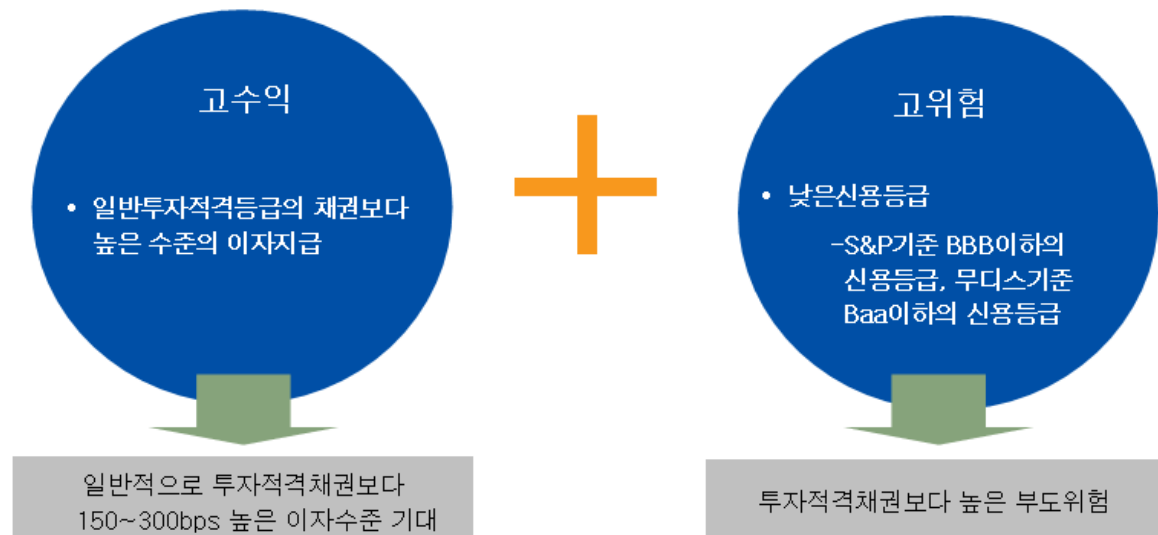 고수익
• 일반투자적격등급의 채권보다
높은 수준의 이자지급
일반적으로 투자적격채권보다
150~300bps 높은 이자수준 기대
고위험
• 낮은신용등급
-S&P기준 BBB이하의
신용등급, 무디스기준
Baa이하의 신용등급
투자적격채권보다 높은 부도위험